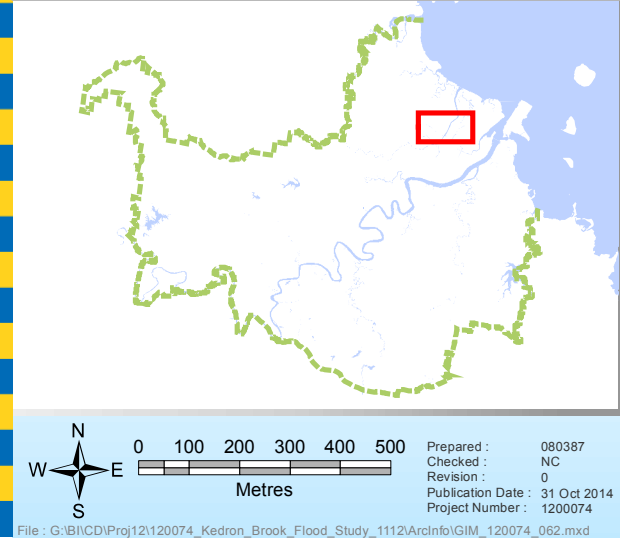 N
W E
S
0 100 200 300 400 500
Metres
Prepared : 080387
Checked : NC
Revision : 0
Publication Date : 31 Oct 2014
Project Number : 1200074
File : G:\BI\CD\Proj12\120074_Kedron_Brook_Flood_Study_1112\ArcInfo\GIM_120074_062.mxd